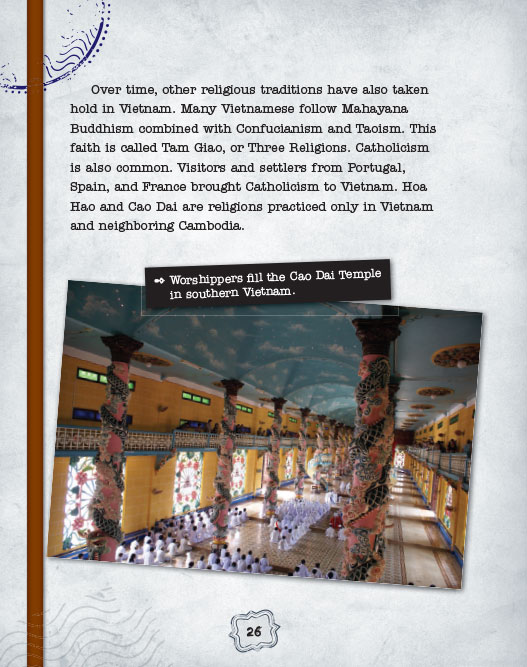 Over time, other religious traditions have also taken
hold in Vietnam. Many Vietnamese follow Mahayana
Buddhism combined with Confucianism and Taoism. This
faith is called Tam Giao, or Three Religions. Catholicism
is also common. Visitors and settlers from Portugal,
Spain, and France brought Catholicism to Vietnam. Hoa
Hao and Cao Dai are religions practiced only in Vietnam
and neighboring Cambodia.
Worshippers fill the Cao Dai Temple
in southern Vietnam.
26